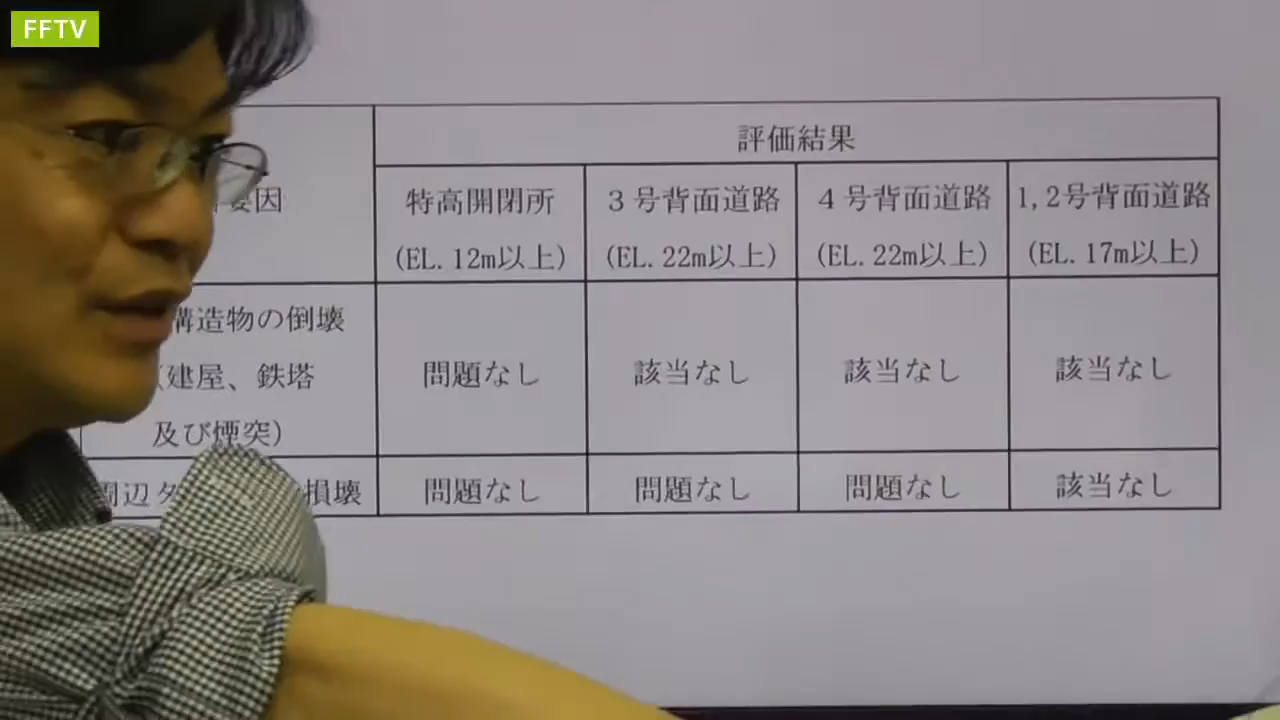 FFTV
評価結果
要因
特高開閉所
(EL. 12m以上)
3号背面道路
(EL. 22m以上)
4号背面道路
(EL. 22m以上)
1,2号背面道路
(EL. 17m以上)
構造物の倒壊
(建屋、鉄塔
及び煙突)
問題なし
該当なし
該当なし
該当なし
周辺タ
損壊
問題なし
問題なし
問題なし
該当なし